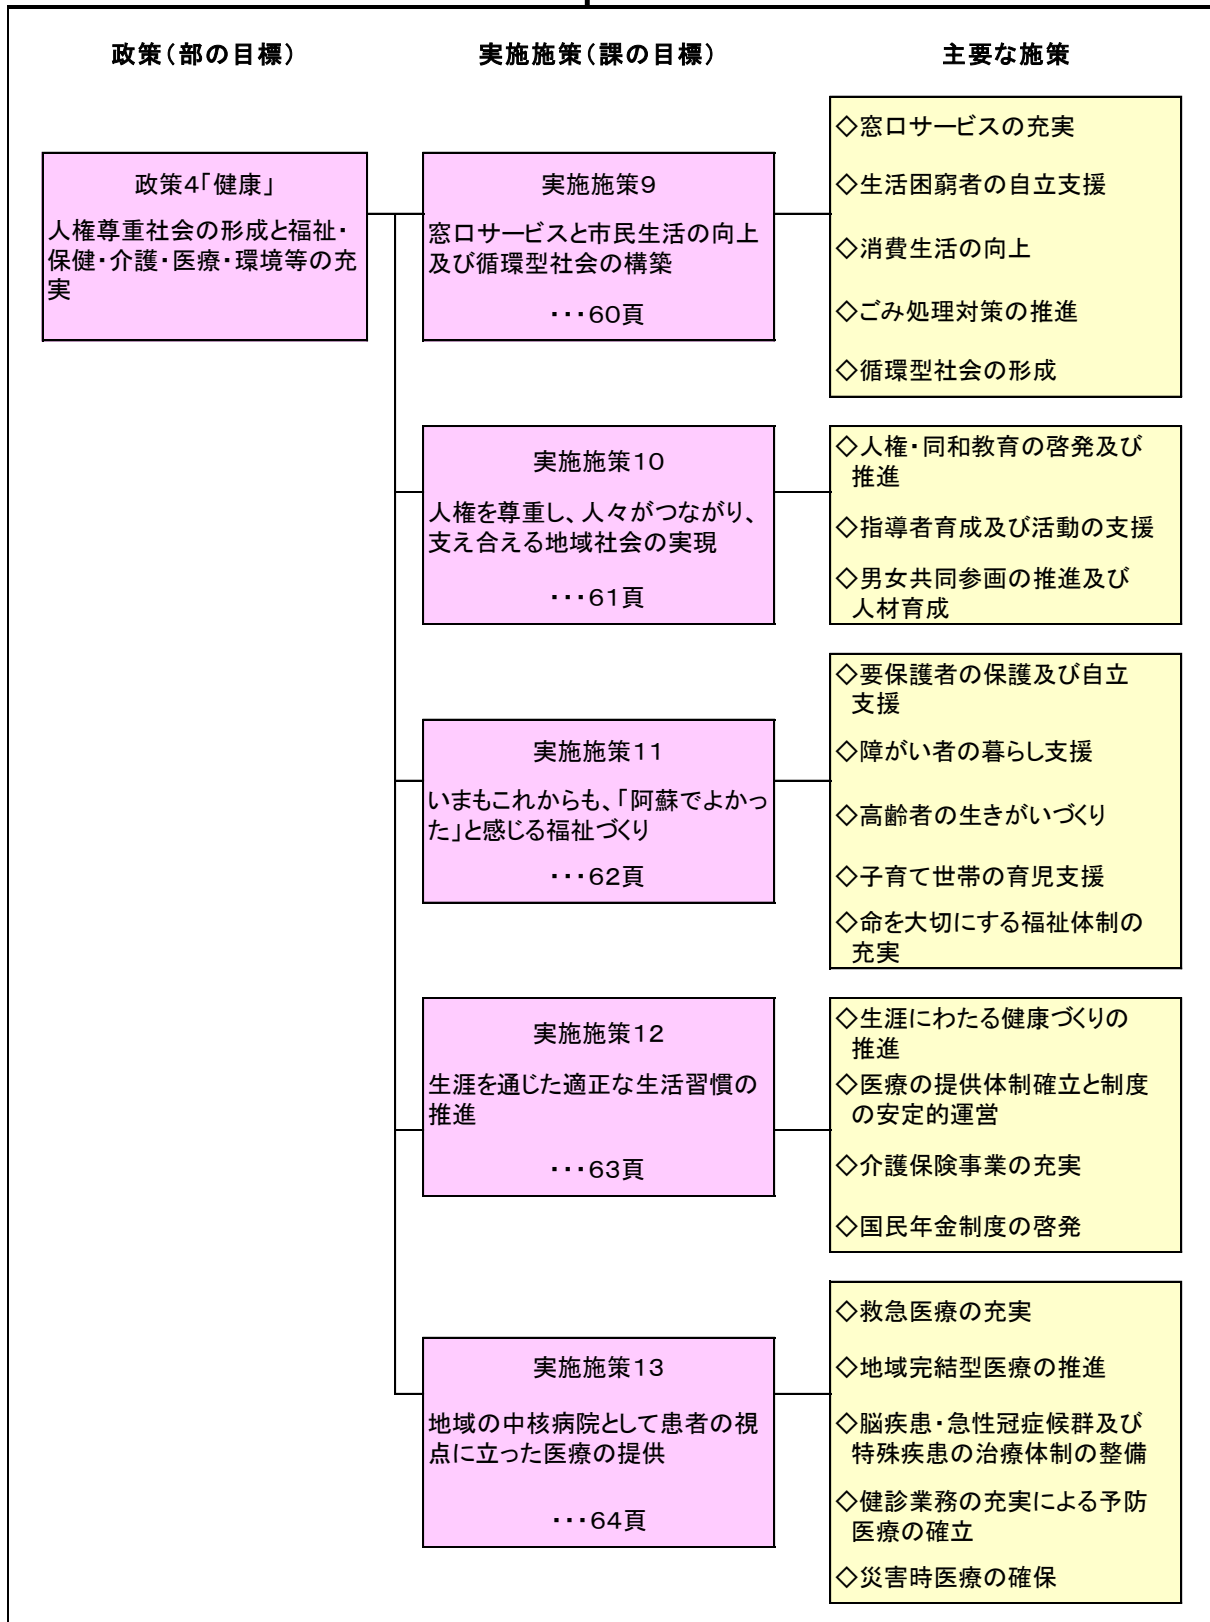 政策（部の目標）
実施施策（課の目標）
主要な施策
政策４「健康」
人権尊重社会の形成と福祉・
保健・介護・医療・環境等の充
実
実施施策９
窓口サービスと市民生活の向上
及び循環型社会の構築
・・・６０頁
◇窓口サービスの充実
◇生活困窮者の自立支援
◇消費生活の向上
◇ごみ処理対策の推進
◇循環型社会の形成
実施施策１０
人権を尊重し、人々がつながり、
支え合える地域社会の実現
・・・６１頁
◇人権・同和教育の啓発及び
推進
◇指導者育成及び活動の支援
◇男女共同参画の推進及び
人材育成
実施施策１１
いまもこれからも、「阿蘇でよかっ
た」と感じる福祉づくり
・・・６２頁
◇要保護者の保護及び自立
支援
◇障がい者の暮らし支援
◇高齢者の生きがいづくり
◇子育て世帯の育児支援
◇命を大切にする福祉体制の
充実
実施施策１２
生涯を通じた適正な生活習慣の
推進
・・・６３頁
◇生涯にわたる健康づくりの
推進
◇医療の提供体制確立と制度
の安定的運営
◇介護保険事業の充実
◇国民年金制度の啓発
実施施策１３
地域の中核病院として患者の視
点に立った医療の提供
・・・６４頁
◇救急医療の充実
◇地域完結型医療の推進
◇脳疾患・急性冠症候群及び
特殊疾患の治療体制の整備
◇健診業務の充実による予防
医療の確立
◇災害時医療の確保